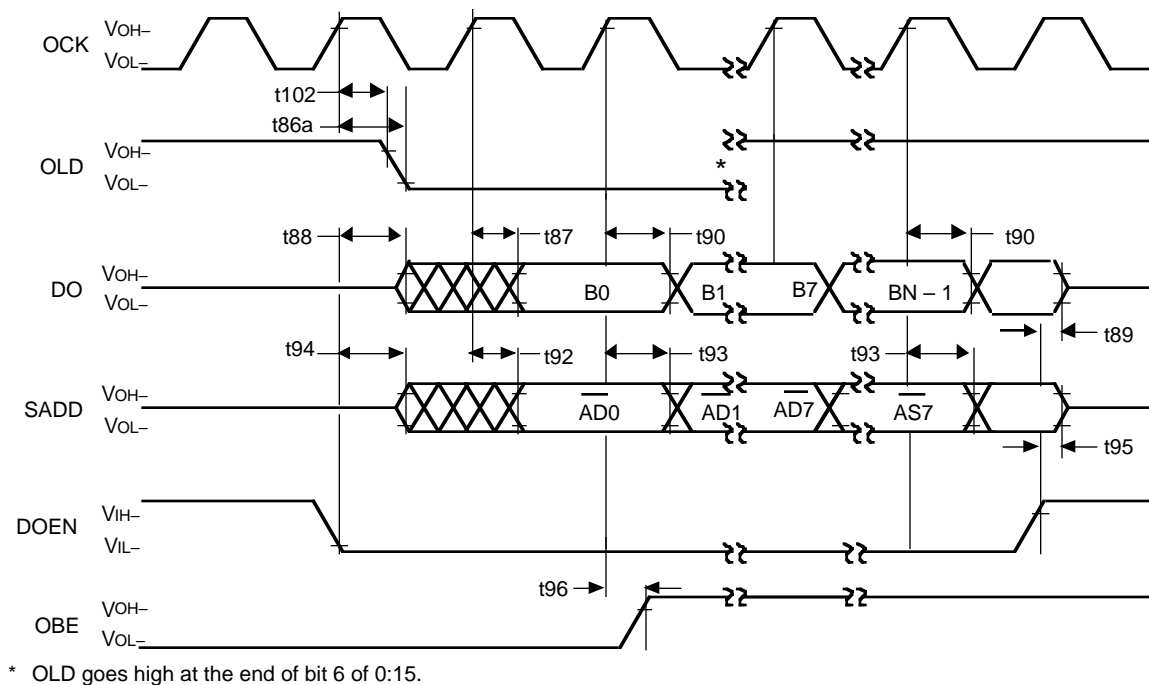 OCK
VOH–
VOL–
t102
t86a
OLD
VOH–
VOL–
*
t88
t87
t90
t90
DO
VOH–
VOL–
B0
B1
B7
BN – 1
t89
t94
t92
t93
t93
SADD
VOH–
VOL–
AD0
AD1
AD7
AS7
t95
DOEN
VIH–
VIL–
t96
OBE
VOH–
VOL–
* OLD goes high at the end of bit 6 of 0:15.